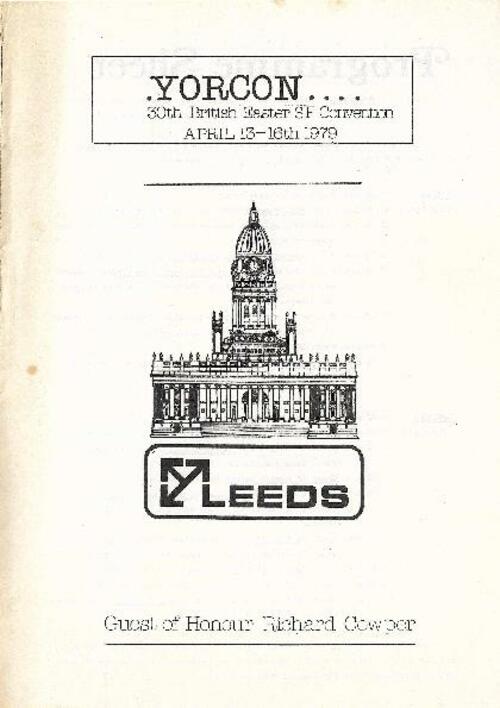 .YORCON....
30th British Easter SF Convention
APRIL 13-16th 1979
LEEDS
Guest of Honour Richard Cowper